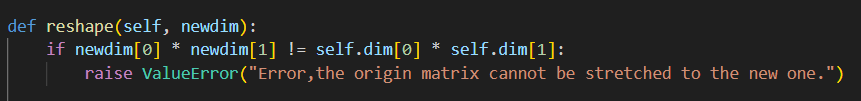 def reshape(self, newdim):
    if newdim[0] * newdim[1] != self.dim[0] * self.dim[1]:
        raise ValueError("Error,the origin matrix cannot be stretched to the new one.")